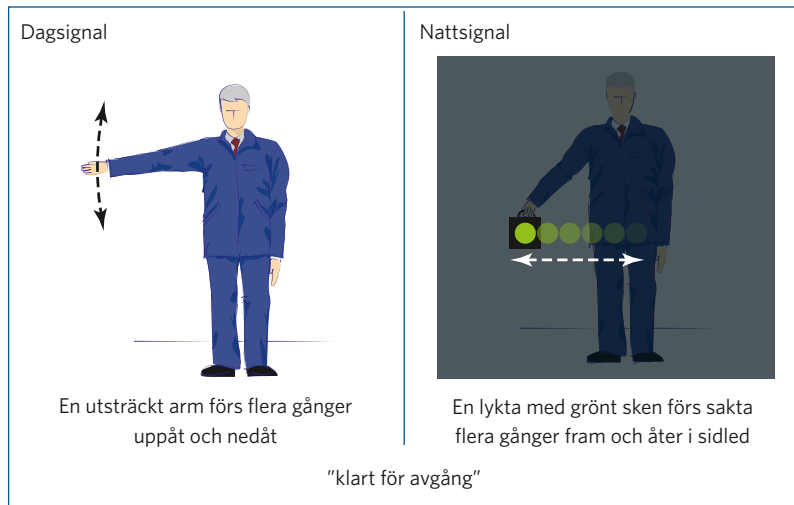 Dagsignal
Nattsignal
En utsträckt arm förs flera gånger
uppåt och nedåt
En lykta med grönt sken förs sakta
flera gånger fram och åter i sidled
”klart för avgång”